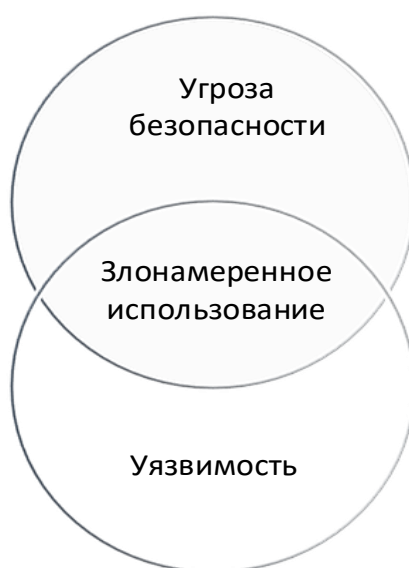 Угроза
безопасности
Злонамеренное
использование
Уязвимость